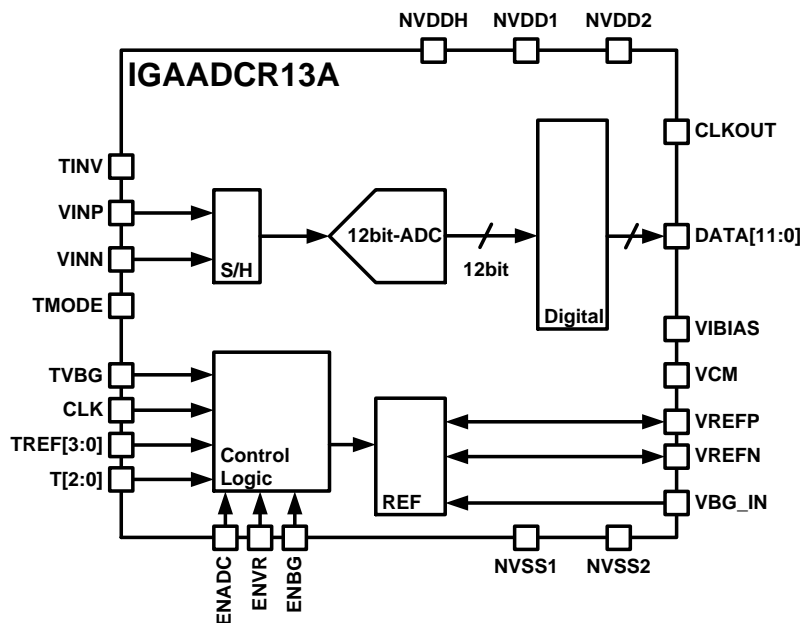 NVDDH
NVDD1
NVDD2
IGAADCR13A
CLKOUT
TINV
VINP
VINN
TMODE
S/H
12bit-ADC
12bit
Digital
DATA[11:0]
VIBIAS
VCM
TVBG
CLK
TREF[3:0]
T[2:0]
Control
Logic
REF
VREFP
VREFN
VBG_IN
ENADC
ENVR
ENBG
NVSS1
NVSS2